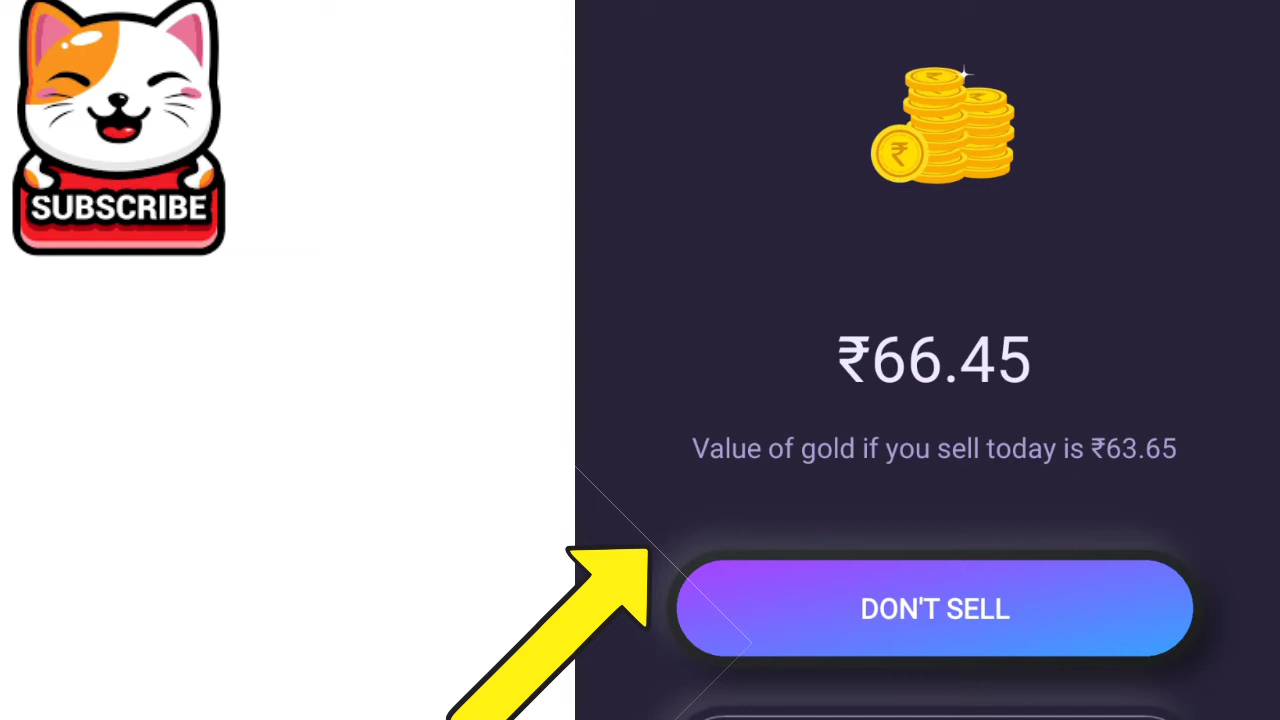 SUBSCRIBE
₹66.45
Value of gold if you sell today is ₹63.65
DON'T SELL